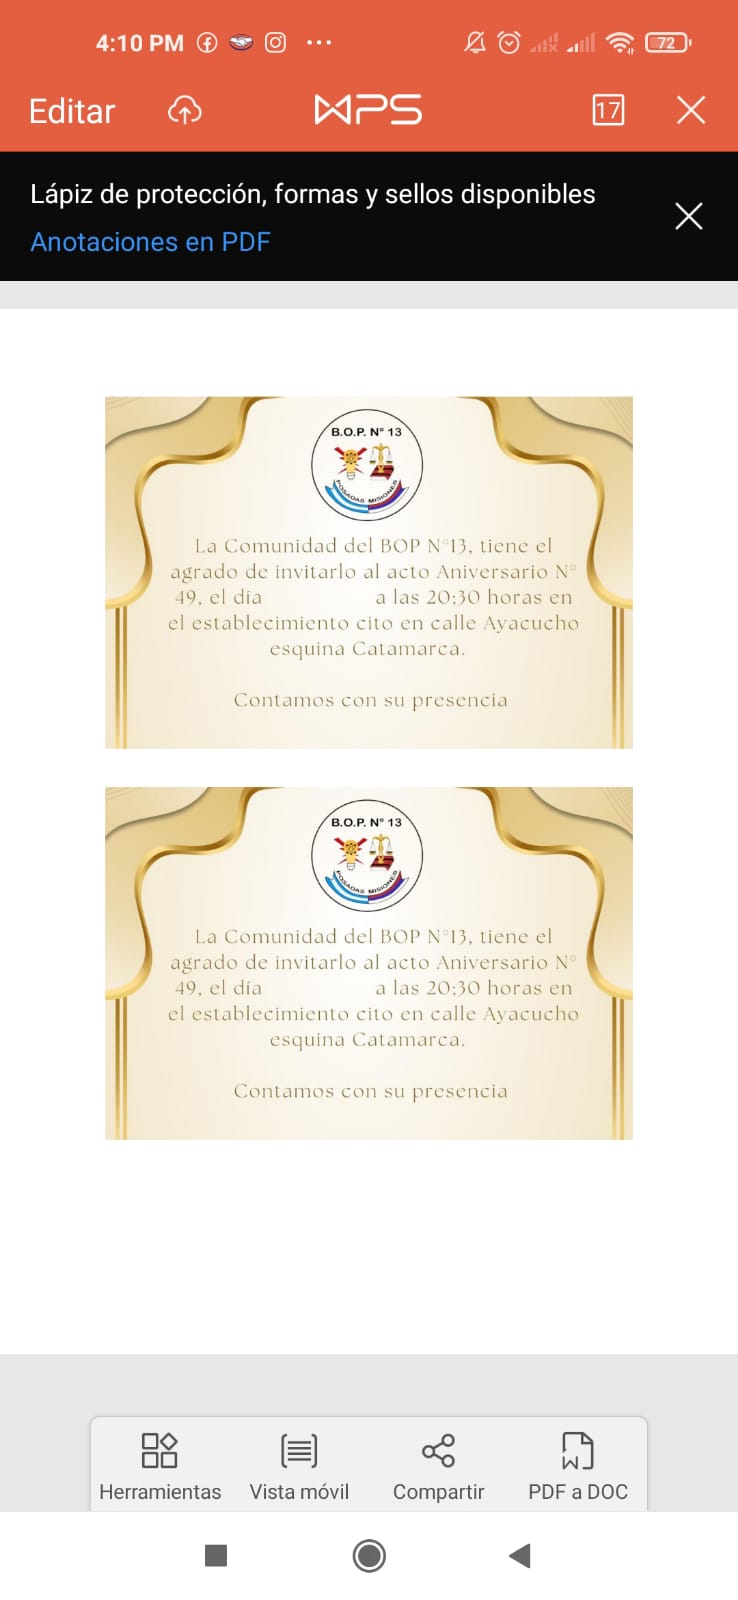 4:10 PM
72
Editar
WPS
17
Lápiz de protección, formas y sellos disponibles
Anotaciones en PDF
B.O.P. N° 13
POSADAS MISIONES
La Comunidad del BOP N°13, tiene el
agrado de invitarlo al acto Aniversario N°
49, el día a las 20:30 horas en
el establecimiento cito en calle Ayacucho
esquina Catamarca.
Contamos con su presencia
B.O.P. N° 13
POSADAS MISIONES
La Comunidad del BOP N°13, tiene el
agrado de invitarlo al acto Aniversario N°
49, el día a las 20:30 horas en
el establecimiento cito en calle Ayacucho
esquina Catamarca.
Contamos con su presencia
Herramientas Vista móvil Compartir PDF a DOC